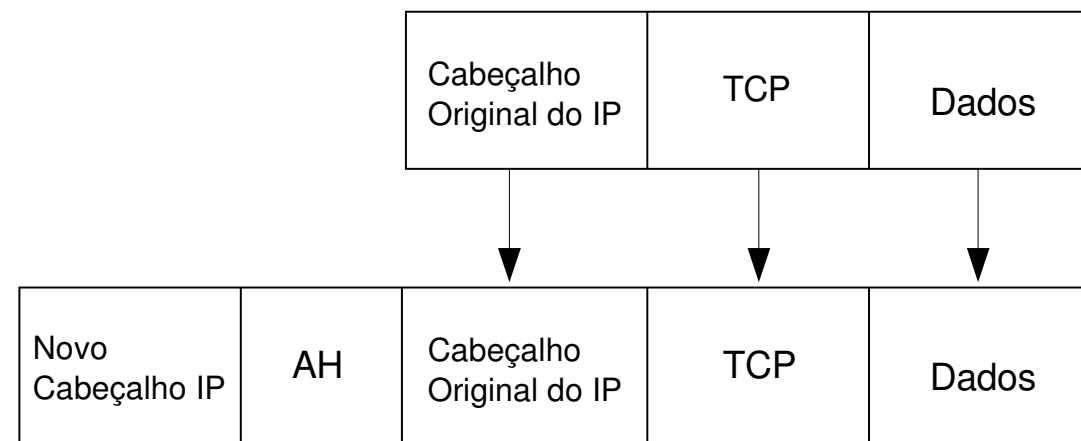 Cabeçalho
Original do IP
TCP
Dados
Novo
Cabeçalho IP
AH
Cabeçalho
Original do IP
TCP
Dados